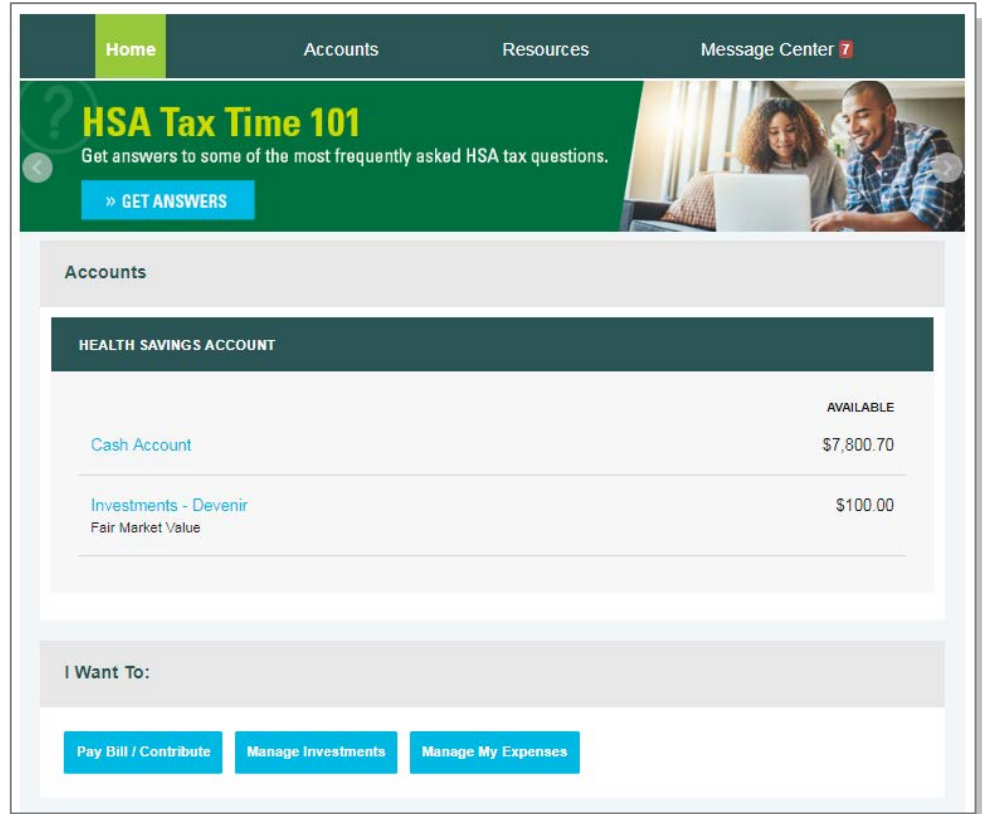 Home
Accounts
Resources
Message Center 7
?
HSA Tax Time 101
Get answers to some of the most frequently asked HSA tax questions.
» GET ANSWERS
Accounts
HEALTH SAVINGS ACCOUNT
AVAILABLE
Cash Account $7,800.70
Investments - Devenir $100.00
Fair Market Value
I Want To:
Pay Bill / Contribute
Manage Investments
Manage My Expenses